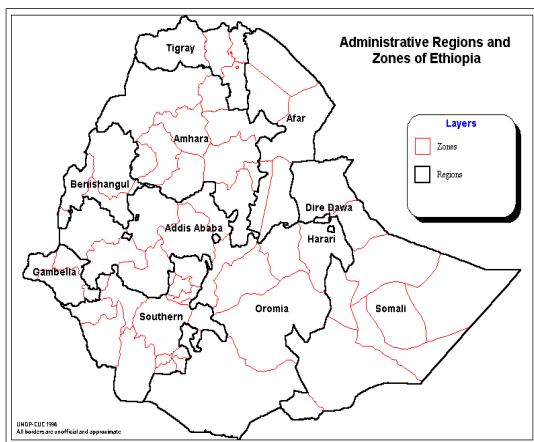 Administrative Regions and
Zones of Ethiopia
Tigray
Afar
Layers
Zones
Regions
Amhara
Benishangul
Dire Dawa
Addis Ababa
Harari
Gambella
Southern
Oromia
Somali
UNDP-EUE 1998
All borders are unofficial and approximate